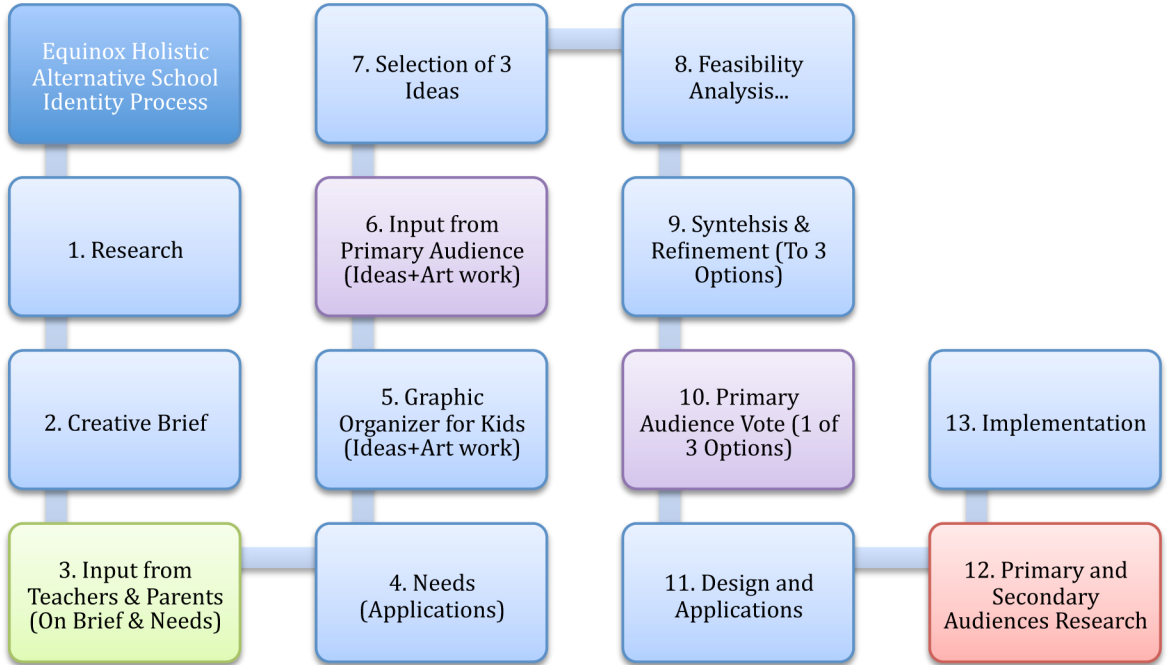 Equinox Holistic
Alternative School
Identity Process
1. Research
2. Creative Brief
3. Input from
Teachers & Parents
(On Brief & Needs)
4. Needs
(Applications)
5. Graphic
Organizer for Kids
(Ideas+Art work)
6. Input from
Primary Audience
(Ideas+Art work)
7. Selection of 3
Ideas
8. Feasibility
Analysis...
9. Syntehsis &
Refinement (To 3
Options)
10. Primary
Audience Vote (1 of
3 Options)
11. Design and
Applications
12. Primary and
Secondary
Audiences Research
13. Implementation